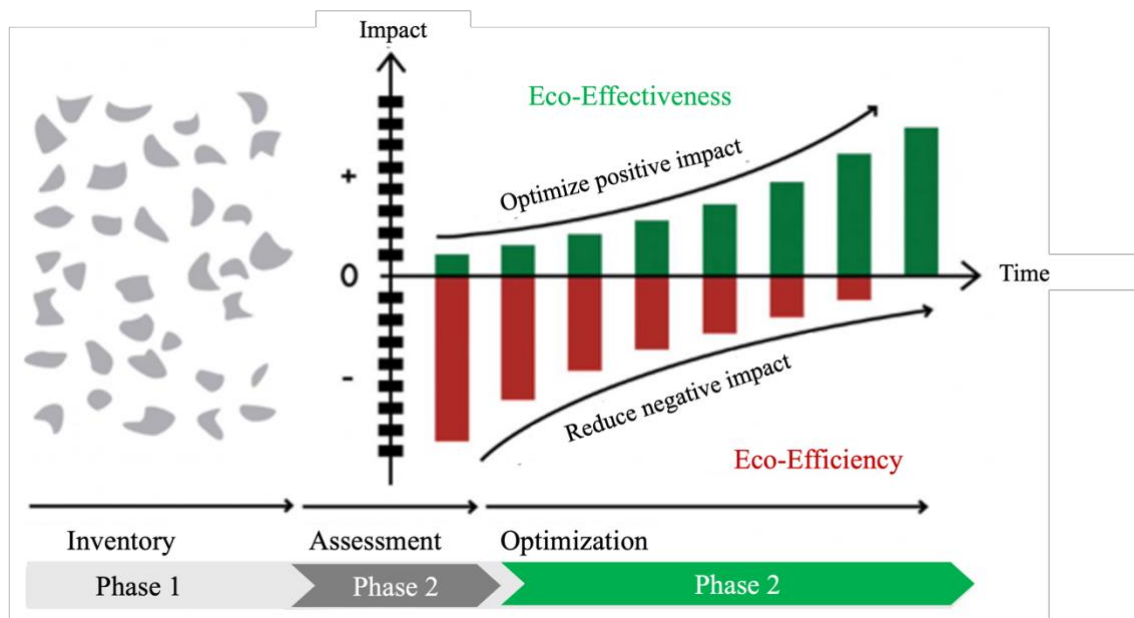 Impact
Eco-Effectiveness
Optimize positive impact
+
0
Time
-
Reduce negative impact
Eco-Efficiency
Inventory
Assessment
Optimization
Phase 1
Phase 2
Phase 2